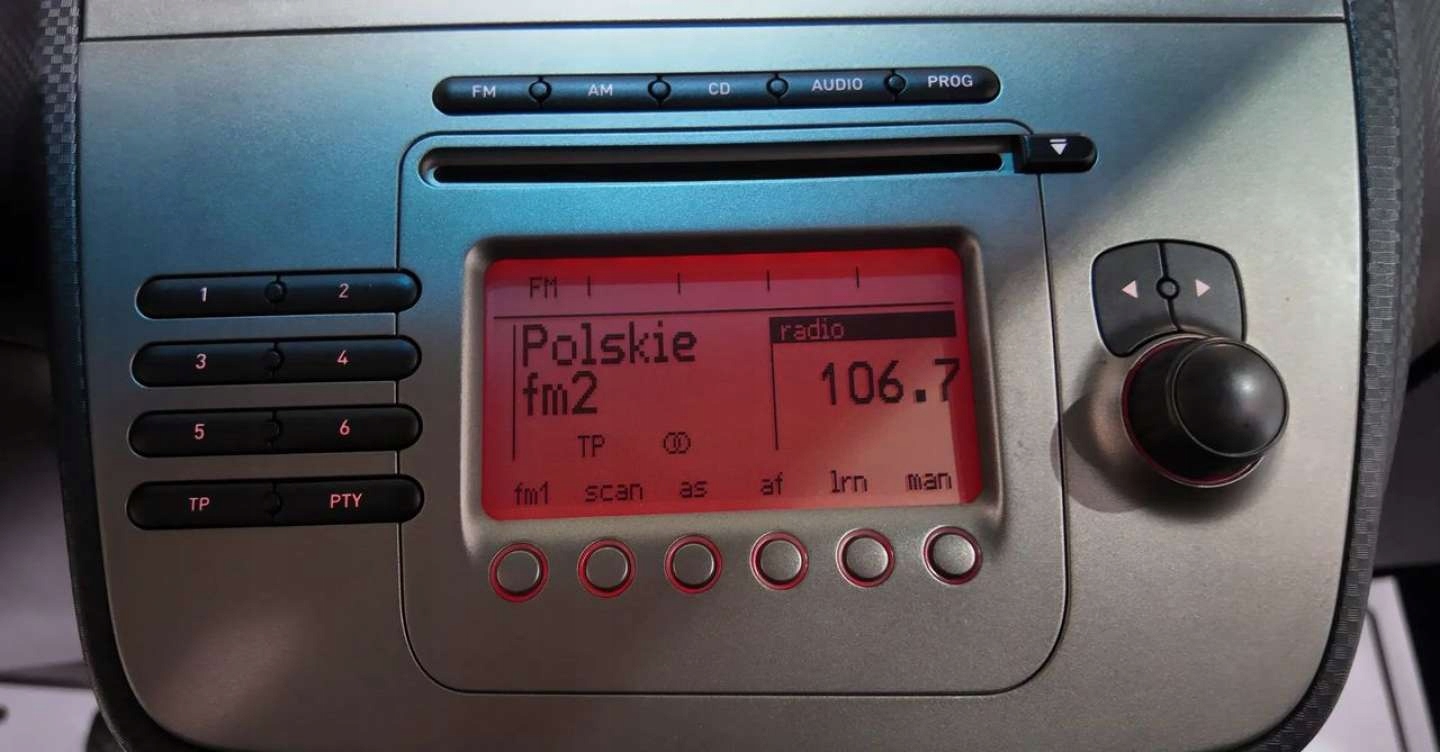 FM AM CD AUDIO PROG
1 2
3 4
5 6
TP PTY
FM
Polskie
fm2
radio
106.7
TP
fm1 scan as af lrn man